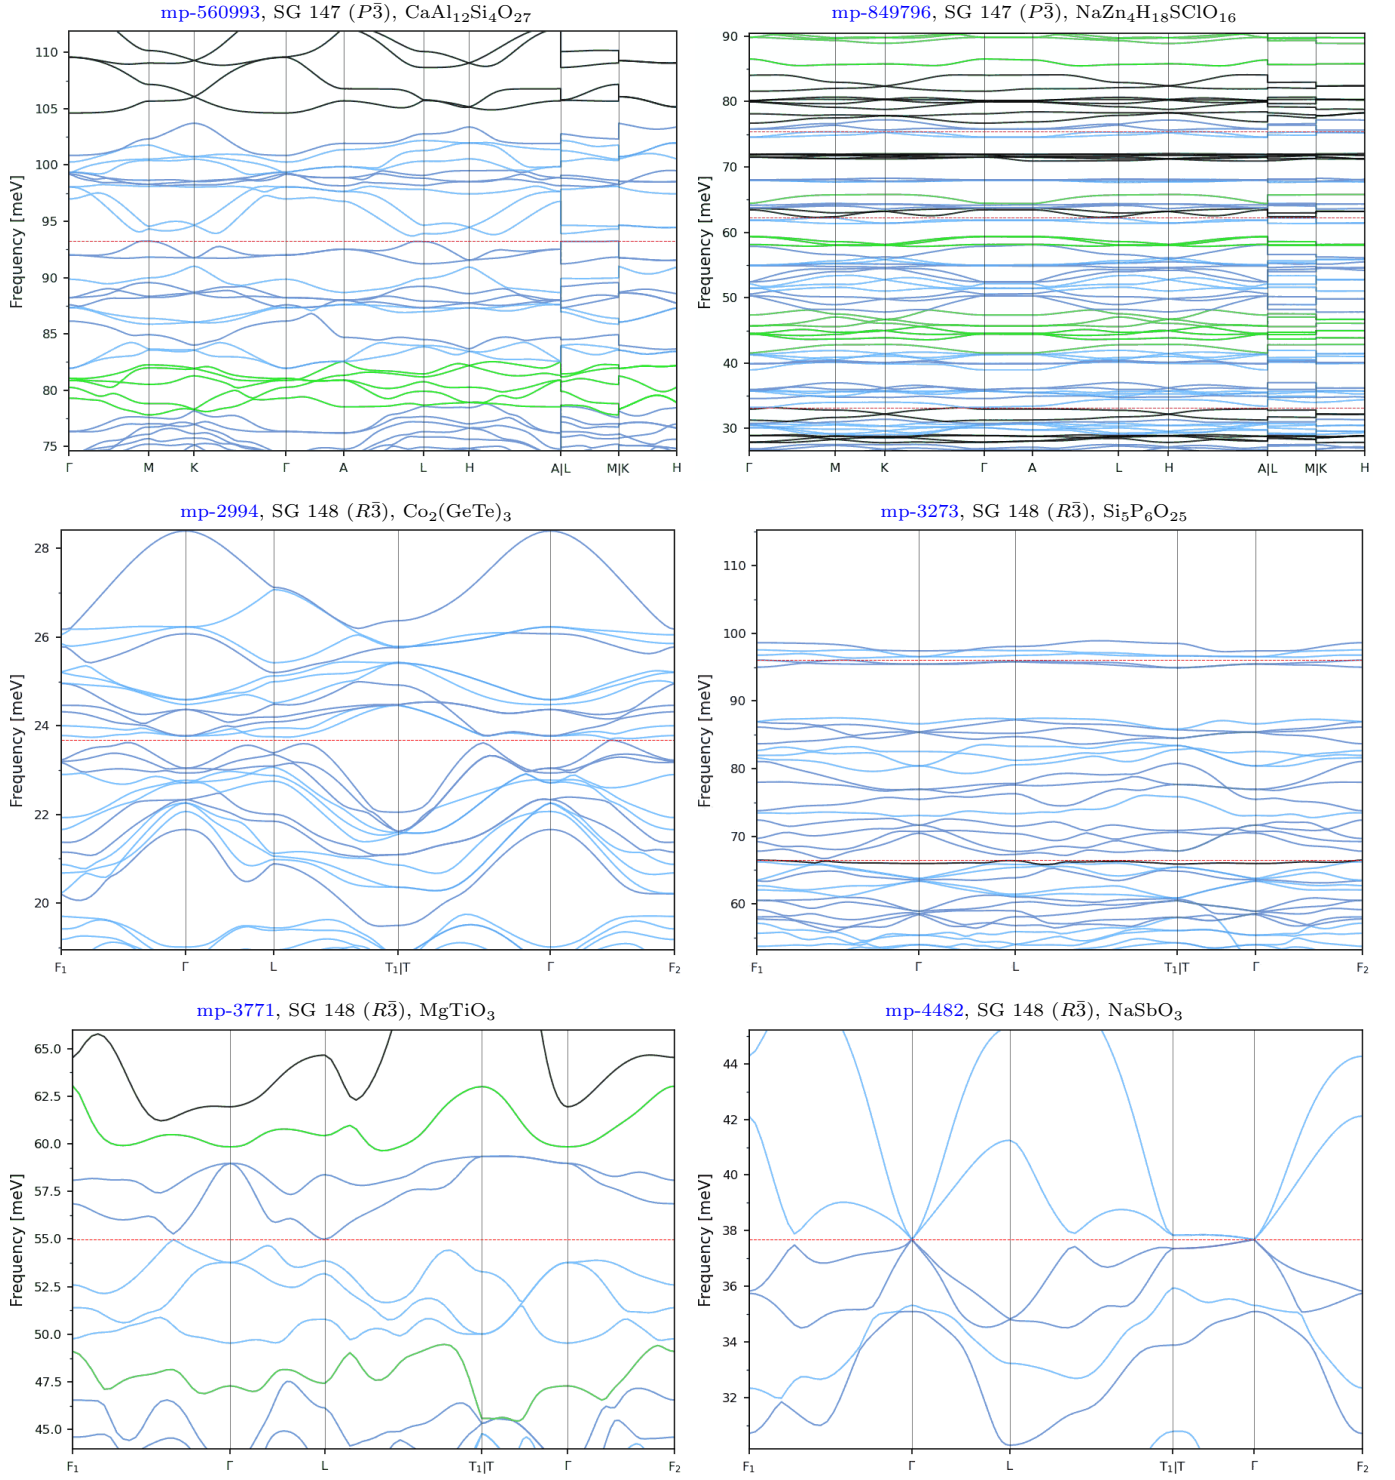 mp-560993, SG 147 (P3̄), CaAl₁₂Si₄O₂₇
110
105
100
95
90
85
80
75
Frequency [meV]
Γ M K Γ A L H A|L M|K H
mp-849796, SG 147 (P3̄), NaZn₄H₁₈SClO₁₆
90
80
70
60
50
40
30
Frequency [meV]
Γ M K Γ A L H A|L M|K H
mp-2994, SG 148 (R3̄), Co₂(GeTe)₃
28
26
24
22
20
Frequency [meV]
F₁ Γ L T₁|T Γ F₂
mp-3273, SG 148 (R3̄), Si₅P₆O₂₅
110
100
90
80
70
60
Frequency [meV]
F₁ Γ L T₁|T Γ F₂
mp-3771, SG 148 (R3̄), MgTiO₃
65.0
62.5
60.0
57.5
55.0
52.5
50.0
47.5
45.0
Frequency [meV]
F₁ Γ L T₁|T Γ F₂
mp-4482, SG 148 (R3̄), NaSbO₃
44
42
40
38
36
34
32
Frequency [meV]
F₁ Γ L T₁|T Γ F₂